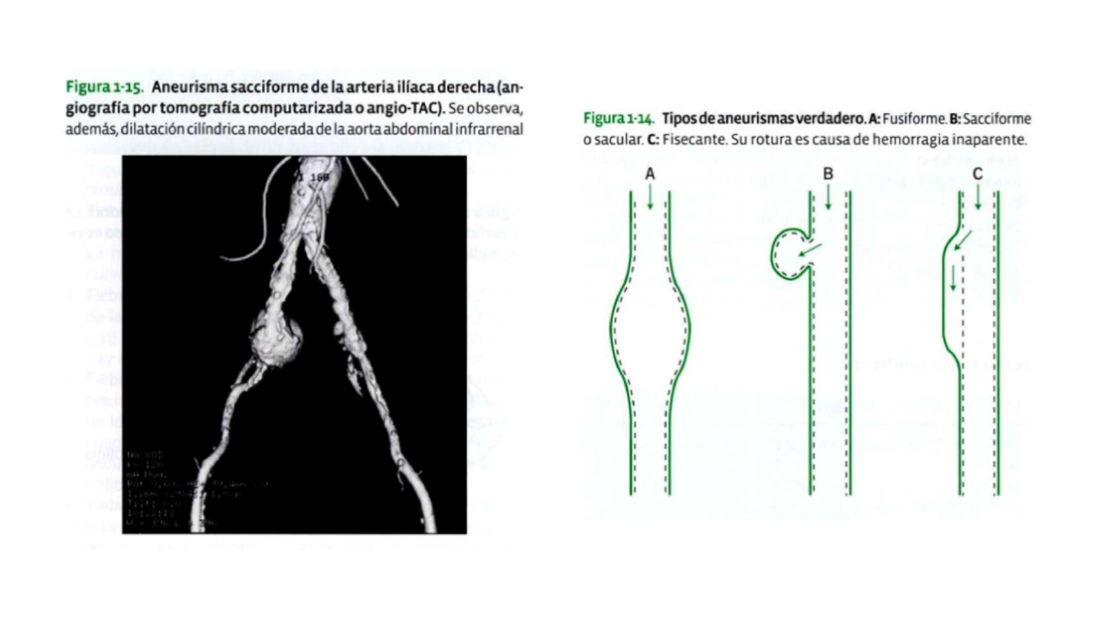 Figura 1-15. Aneurisma sacciforme de la arteria ilíaca derecha (an-
giografía por tomografía computarizada o angio-TAC). Se observa,
además, dilatación cilíndrica moderada de la aorta abdominal infrarrenal
Figura 1-14. Tipos de aneurismas verdadero. A: Fusiforme. B: Sacciforme
o sacular. C: Fisecante. Su rotura es causa de hemorragia inaparente.
A
B
C